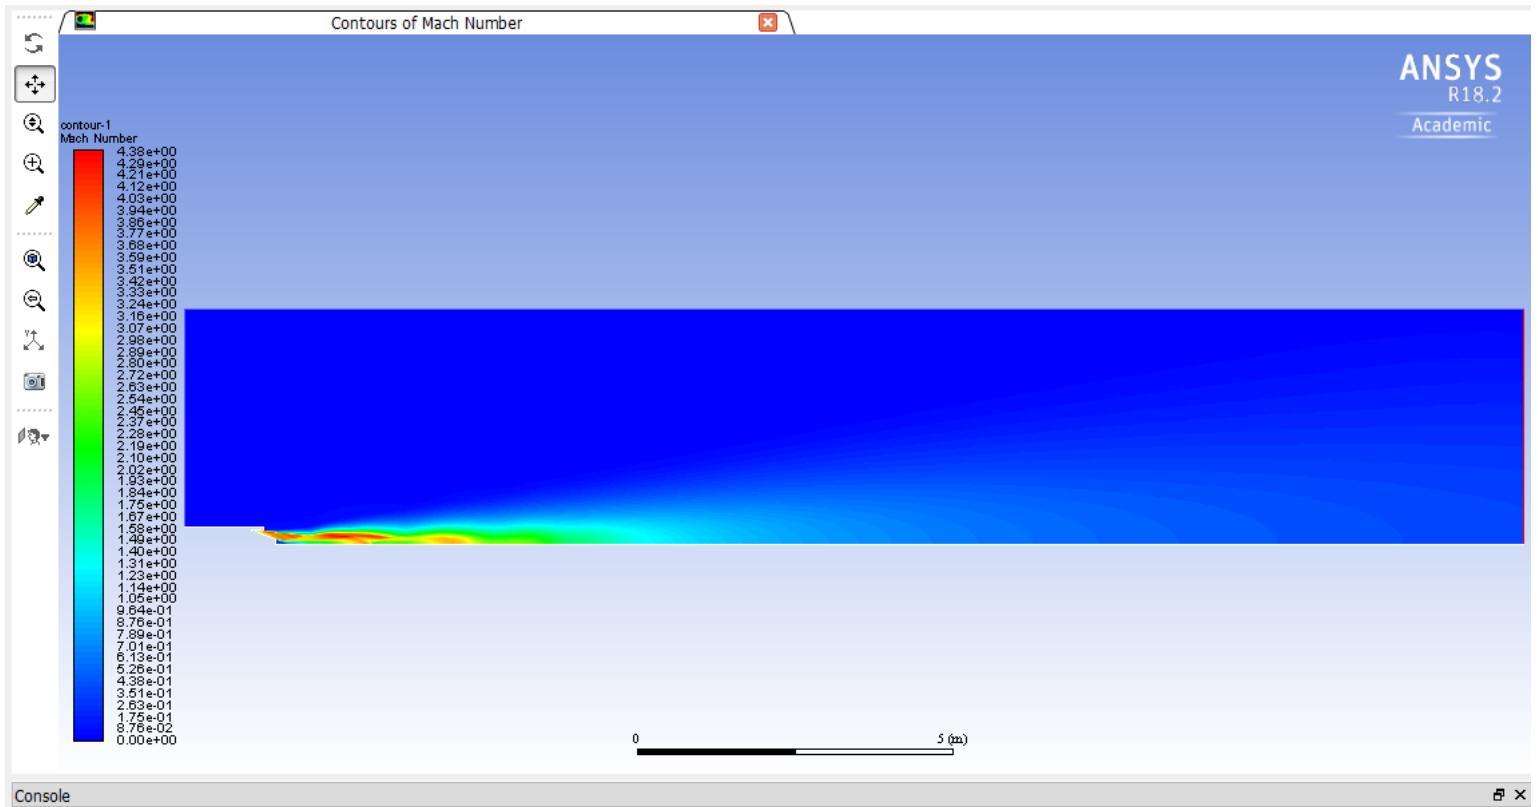 Contours of Mach Number
ANSYS
R18.2
Academic
contour-1
Mach Number
4.38e+00
4.29e+00
4.21e+00
4.12e+00
4.03e+00
3.94e+00
3.86e+00
3.77e+00
3.68e+00
3.59e+00
3.51e+00
3.42e+00
3.33e+00
3.24e+00
3.16e+00
3.07e+00
2.98e+00
2.89e+00
2.80e+00
2.72e+00
2.63e+00
2.54e+00
2.45e+00
2.37e+00
2.28e+00
2.19e+00
2.10e+00
2.02e+00
1.93e+00
1.84e+00
1.75e+00
1.67e+00
1.58e+00
1.49e+00
1.40e+00
1.31e+00
1.23e+00
1.14e+00
1.05e+00
9.64e-01
8.76e-01
7.89e-01
7.01e-01
6.13e-01
5.26e-01
4.38e-01
3.51e-01
2.63e-01
1.75e-01
8.76e-02
0.00e+00
0 5 (m)
Console